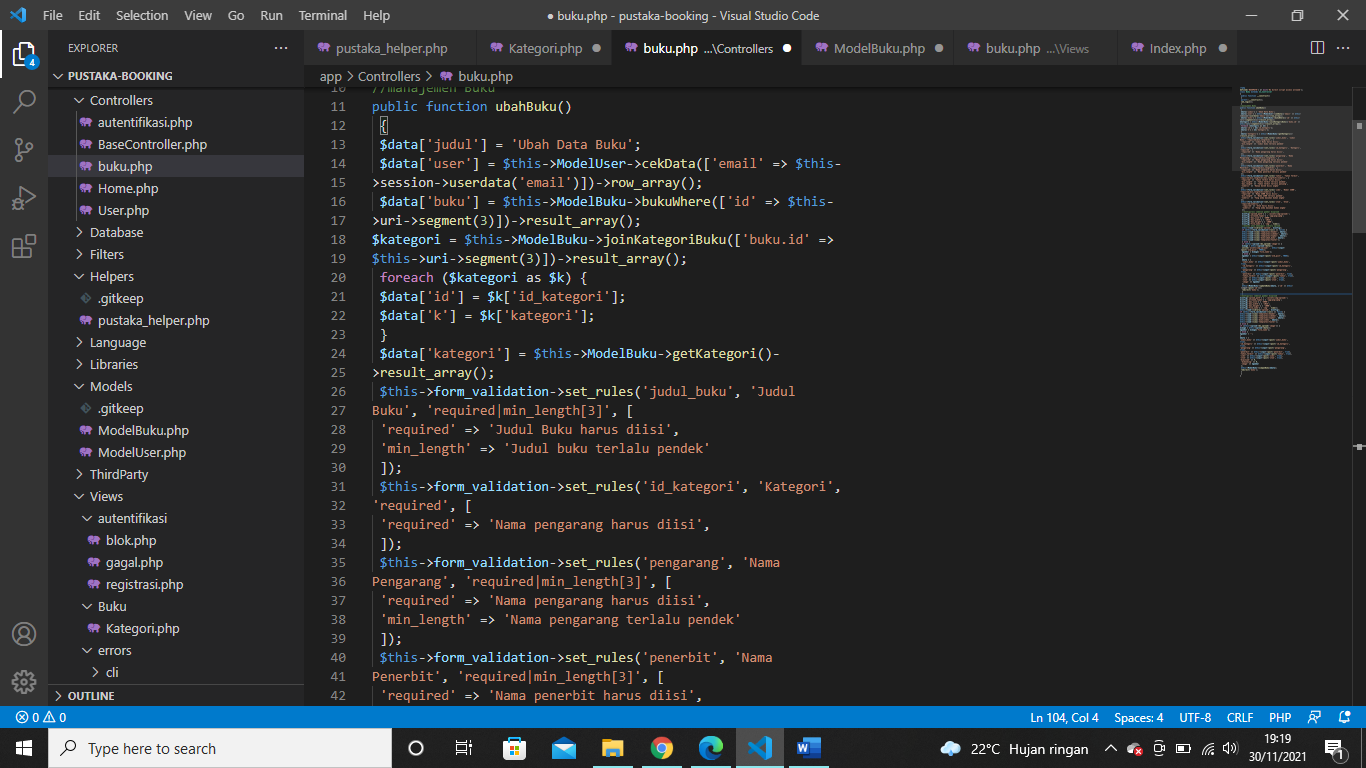 File Edit Selection View Go Run Terminal Help
● buku.php - pustaka-booking - Visual Studio Code
EXPLORER
pustaka_helper.php
Kategori.php
buku.php ...\Controllers
ModelBuku.php
buku.php ...\Views
Index.php
PUSTAKA-BOOKING
app > Controllers > buku.php
4
Controllers
autentifikasi.php
BaseController.php
buku.php
Home.php
User.php
Database
Filters
Helpers
.gitkeep
pustaka_helper.php
Language
Libraries
Models
.gitkeep
ModelBuku.php
ModelUser.php
ThirdParty
Views
autentifikasi
blok.php
gagal.php
registrasi.php
Buku
Kategori.php
errors
cli
OUTLINE
10 //manajemen Buku
11 public function ubahBuku()
12 {
13 $data['judul'] = 'Ubah Data Buku';
14 $data['user'] = $this->ModelUser->cekData(['email' => $this-
15 >session->userdata('email')])->row_array();
16 $data['buku'] = $this->ModelBuku->bukuWhere(['id' => $this-
17 >uri->segment(3)])->result_array();
18 $kategori = $this->ModelBuku->joinKategoriBuku(['buku.id' =>
19 $this->uri->segment(3)])->result_array();
20 foreach ($kategori as $k) {
21 $data['id'] = $k['id_kategori'];
22 $data['k'] = $k['kategori'];
23 }
24 $data['kategori'] = $this->ModelBuku->getKategori()-
25 >result_array();
26 $this->form_validation->set_rules('judul_buku', 'Judul
27 Buku', 'required|min_length[3]', [
28 'required' => 'Judul Buku harus diisi',
29 'min_length' => 'Judul buku terlalu pendek'
30 ]);
31 $this->form_validation->set_rules('id_kategori', 'Kategori',
32 'required', [
33 'required' => 'Nama pengarang harus diisi',
34 ]);
35 $this->form_validation->set_rules('pengarang', 'Nama
36 Pengarang', 'required|min_length[3]', [
37 'required' => 'Nama pengarang harus diisi',
38 'min_length' => 'Nama pengarang terlalu pendek'
39 ]);
40 $this->form_validation->set_rules('penerbit', 'Nama
41 Penerbit', 'required|min_length[3]', [
42 'required' => 'Nama penerbit harus diisi',
0 0
Ln 104, Col 4 Spaces: 4 UTF-8 CRLF PHP
Type here to search
22°C Hujan ringan
19:19
30/11/2021
1